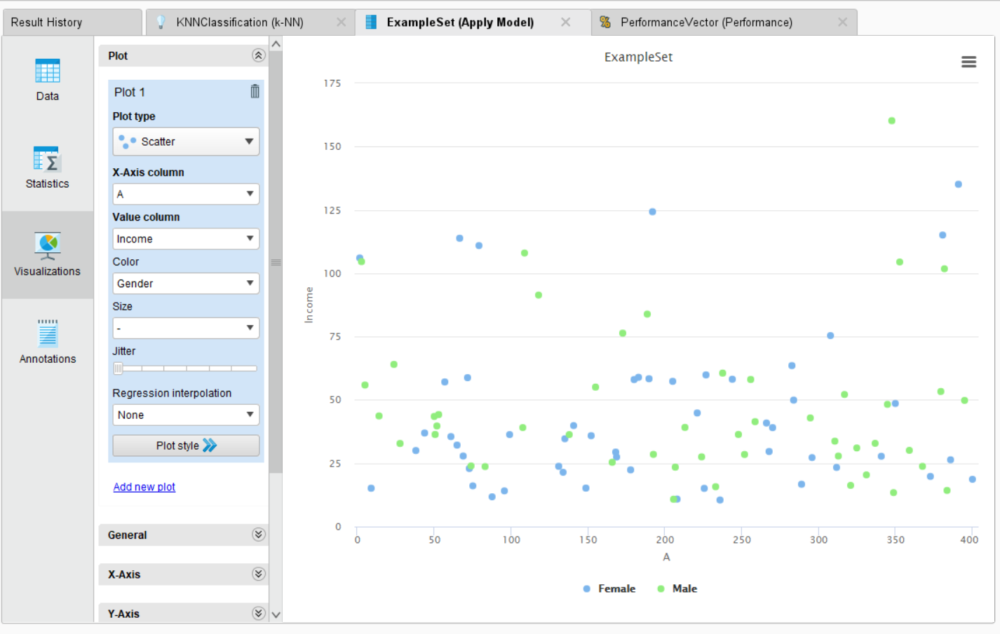 Result History
KNNClassification (k-NN)
ExampleSet (Apply Model)
PerformanceVector (Performance)
Data
Statistics
Visualizations
Annotations
Plot
Plot 1
Plot type
Scatter
X-Axis column
A
Value column
Income
Color
Gender
Size
-
Jitter
Regression interpolation
None
Plot style
Add new plot
General
X-Axis
Y-Axis
ExampleSet
175
150
125
100
75
50
25
0
Income
0 50 100 150 200 250 300 350 400
A
Female Male